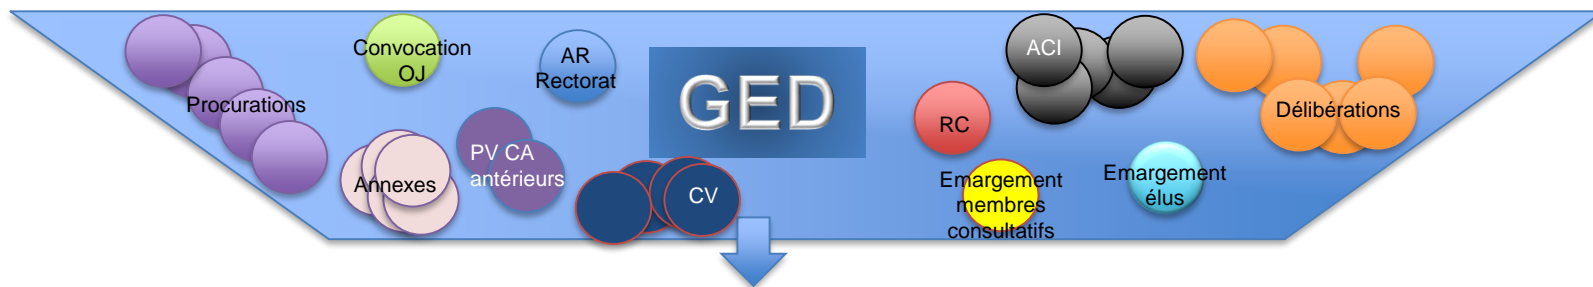 Procurations
Convocation
OJ
AR
Rectorat
Annexes
PV CA
antérieurs
CV
GED
RC
ACI
Emargement
membres
consultatifs
Emargement
élus
Délibérations